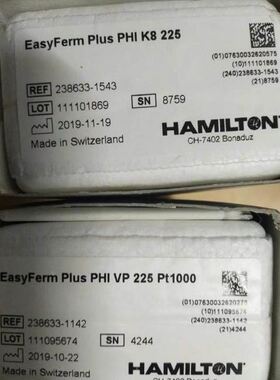 EasyFerm Plus PHI K8 225
(01)07630032620575
(10)111101869
(240)238633-1543
(21)8759
REF 238633-1543
LOT 111101869
SN 8759
2019-11-19
Made in Switzerland
HAMILTON
CH-7402 Bonaduz
EasyFerm Plus PHI VP 225 Pt1000
(10)111095674
(240)238633-1142
(21)4244
REF 238633-1142
LOT 111095674
SN 4244
2019-10-22
Made in Switzerland
HAMILTON
CH-7402 Bonaduz